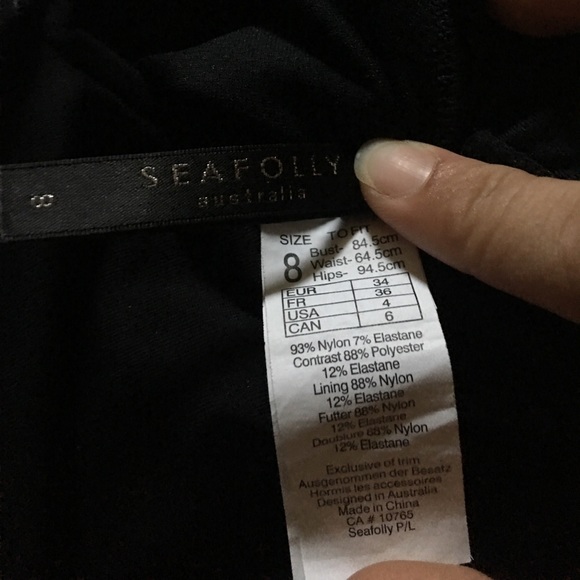 8
SEAFOLLY
australia
SIZE TO FIT
8
Bust- 84.5cm
Waist- 64.5cm
Hips- 94.5cm
EUR 34
FR 36
USA 4
CAN 6
93% Nylon 7% Elastane
Contrast 88% Polyester
12% Elastane
Lining 88% Nylon
12% Elastane
Futter 88% Nylon
12% Elastane
Doublure 88% Nylon
12% Elastane
Exclusive of trim
Ausgenommen der Besatz
Hormis les accessoires
Designed in Australia
Made in China
CA # 10765
Seafolly P/L